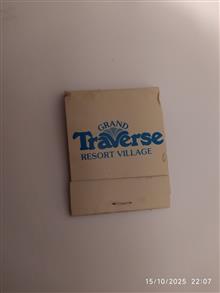 GRAND
Traverse
RESORT VILLAGE
15/10/2025 22:07